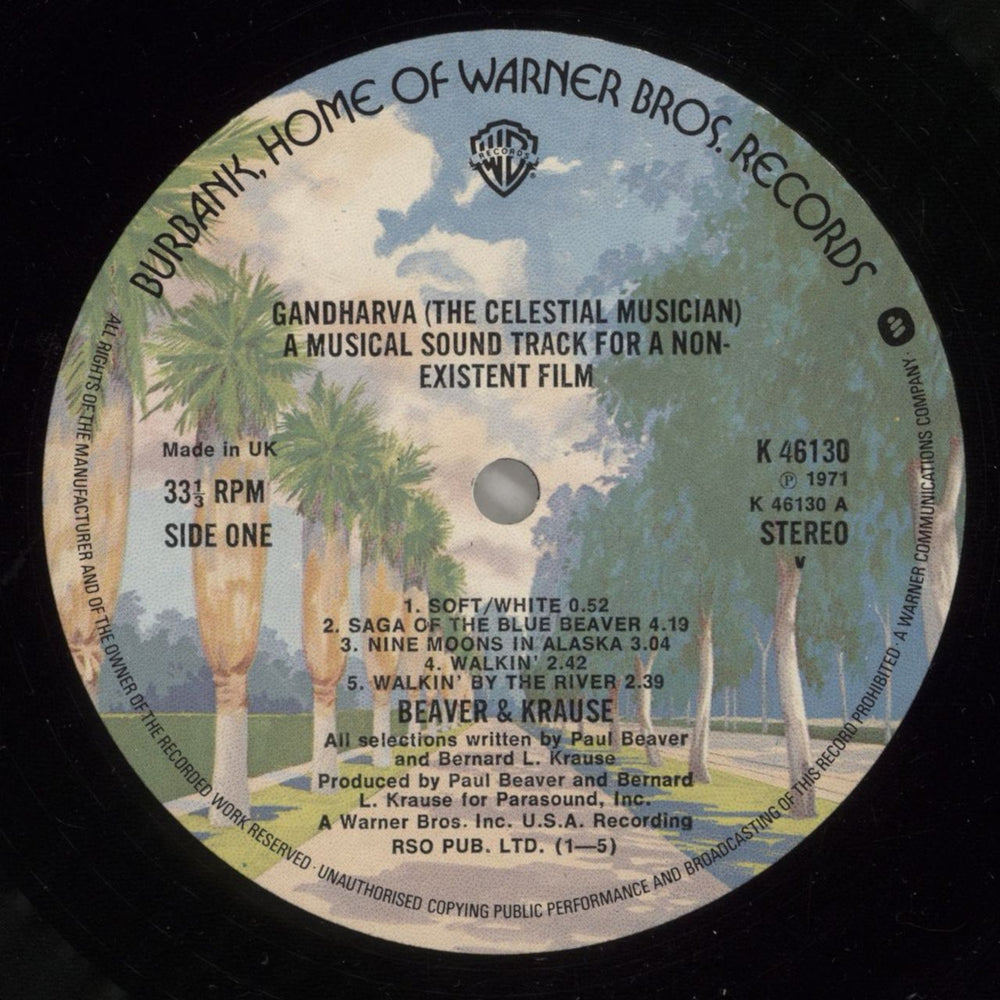 BURBANK, HOME OF WARNER BROS. RECORDS
WB
RECORDS
GANDHARVA (THE CELESTIAL MUSICIAN)
A MUSICAL SOUND TRACK FOR A NON-
EXISTENT FILM
Made in UK
33⅓ RPM
SIDE ONE
K 46130
℗ 1971
K 46130 A
STEREO
V
1. SOFT/WHITE 0.52
2. SAGA OF THE BLUE BEAVER 4.19
3. NINE MOONS IN ALASKA 3.04
4. WALKIN' 2.42
5. WALKIN' BY THE RIVER 2.39
BEAVER & KRAUSE
All selections written by Paul Beaver
and Bernard L. Krause
Produced by Paul Beaver and Bernard
L. Krause for Parasound, Inc.
A Warner Bros. Inc. U.S.A. Recording
RSO PUB. LTD. (1—5)
ALL RIGHTS OF THE MANUFACTURER AND OF THE OWNER OF THE RECORDED WORK RESERVED · UNAUTHORISED COPYING PUBLIC PERFORMANCE AND BROADCASTING OF THIS RECORD PROHIBITED · A WARNER COMMUNICATIONS COMPANY ·